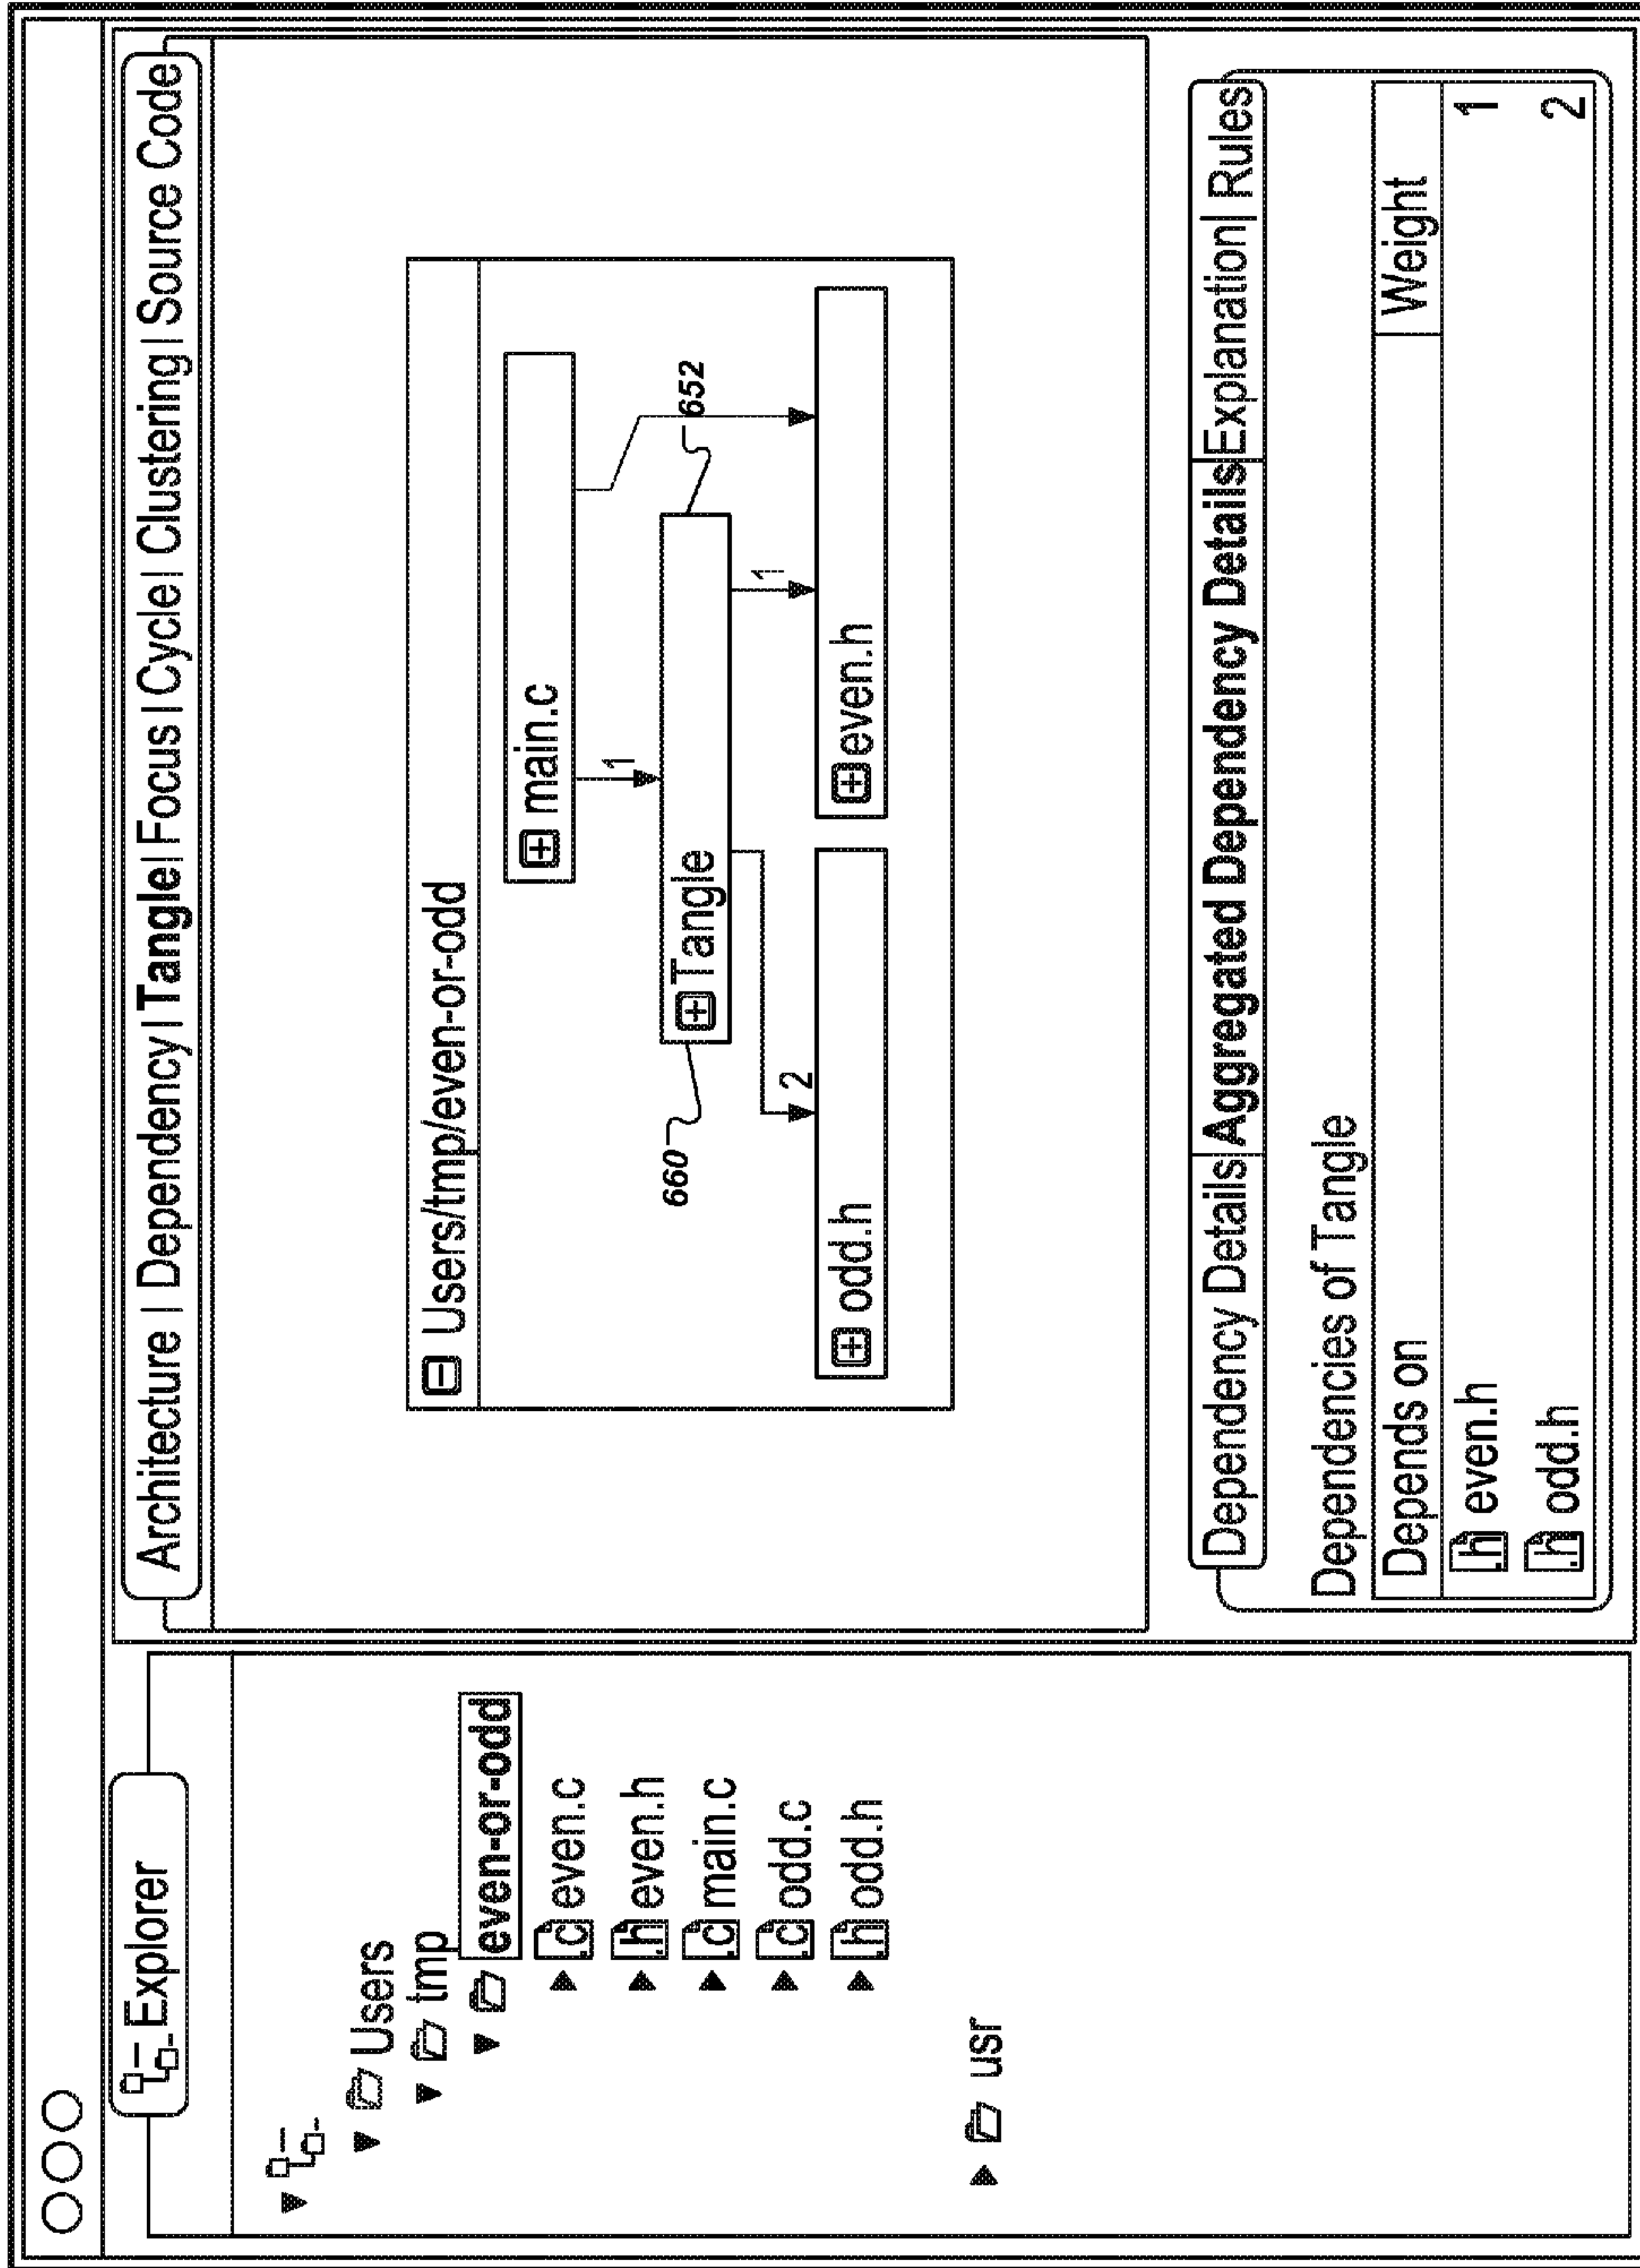 Explorer
Users
tmp
even-or-odd
.c even.c
.h even.h
.c main.c
.c odd.c
.h odd.h
usr
Architecture | Dependency | Tangle | Focus | Cycle | Clustering | Source Code
Users/tmp/even-or-odd
main.c
1
660
Tangle
652
2
1
odd.h
even.h
Dependency Details Aggregated Dependency Details Explanation | Rules
Dependencies of Tangle
Depends on Weight
.h even.h 1
.h odd.h 2